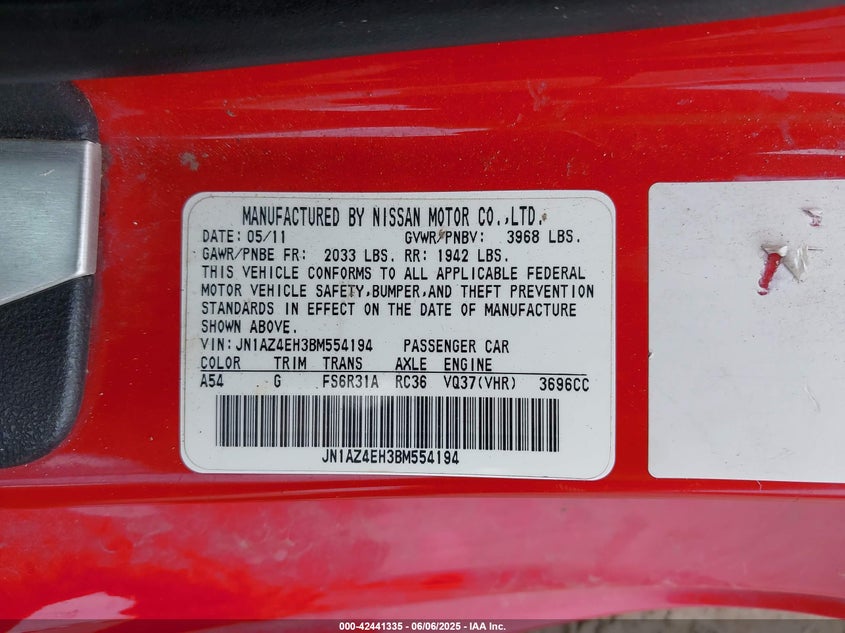 MANUFACTURED BY NISSAN MOTOR CO.,LTD.
DATE: 05/11 GVWR/PNBV: 3968 LBS.
GAWR/PNBE FR: 2033 LBS. RR: 1942 LBS.
THIS VEHICLE CONFORMS TO ALL APPLICABLE FEDERAL
MOTOR VEHICLE SAFETY,BUMPER,AND THEFT PREVENTION
STANDARDS IN EFFECT ON THE DATE OF MANUFACTURE
SHOWN ABOVE.
VIN:JN1AZ4EH3BM554194 PASSENGER CAR
COLOR TRIM TRANS AXLE ENGINE
A54 G FS6R31A RC36 VQ37(VHR) 3696CC
JN1AZ4EH3BM554194
000-42441335 - 06/06/2025 - IAA Inc.